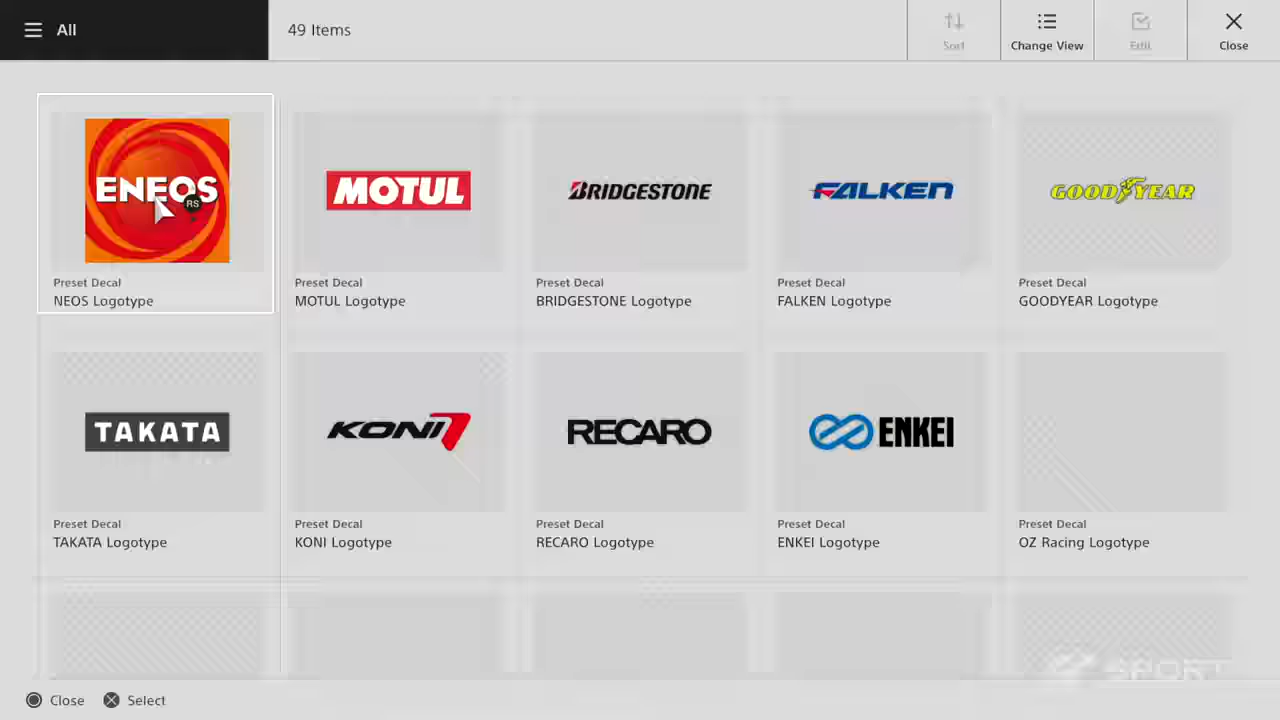 All
49 Items
Sort
Change View
Edit
Close
ENEOS
RS
MOTUL
BRIDGESTONE
FALKEN
GOODYEAR
Preset Decal
NEOS Logotype
Preset Decal
MOTUL Logotype
Preset Decal
BRIDGESTONE Logotype
Preset Decal
FALKEN Logotype
Preset Decal
GOODYEAR Logotype
TAKATA
KONI
RECARO
ENKEI
Preset Decal
TAKATA Logotype
Preset Decal
KONI Logotype
Preset Decal
RECARO Logotype
Preset Decal
ENKEI Logotype
Preset Decal
OZ Racing Logotype
SPORT
Close
Select